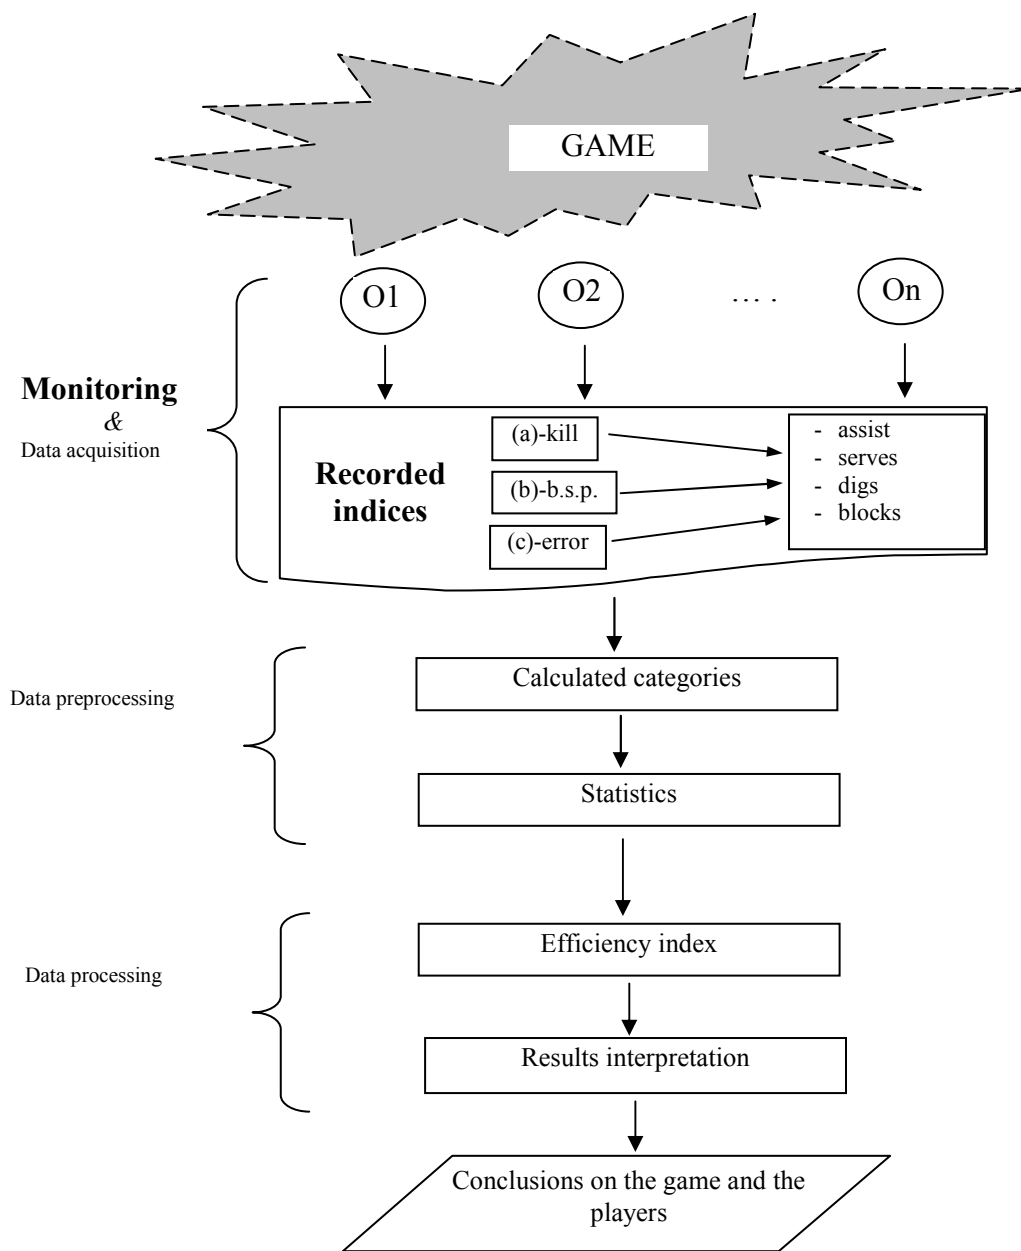 GAME
O1
O2
… .
On
Monitoring
&
Data acquisition
Recorded
indices
(a)-kill
(b)-b.s.p.
(c)-error
- assist
- serves
- digs
- blocks
Data preprocessing
Calculated categories
Statistics
Data processing
Efficiency index
Results interpretation
Conclusions on the game and the
players